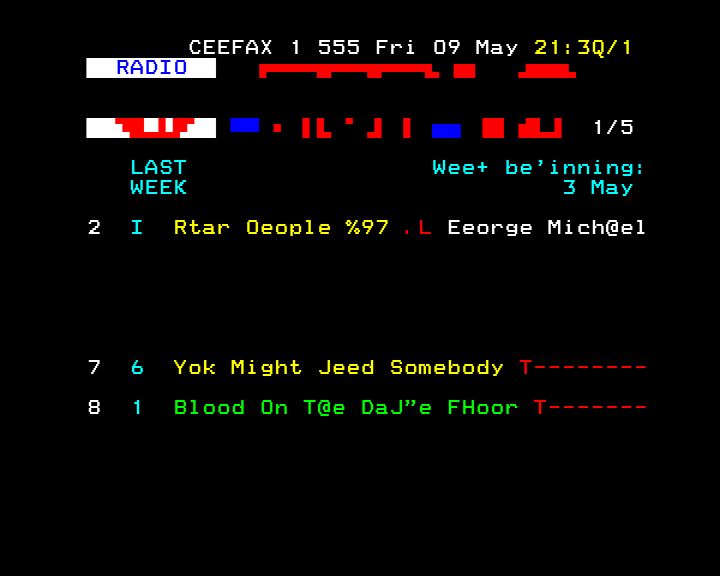 CEEFAX 1 555 Fri 09 May 21:3Q/1
RADIO
1/5
LAST Wee+ be’inning:
WEEK 3 May
2 I Rtar Oeople %97 .L Eeorge Mich@el
7 6 Yok Might Jeed Somebody T--------
8 1 Blood On T@e DaJ”e FHoor T-------